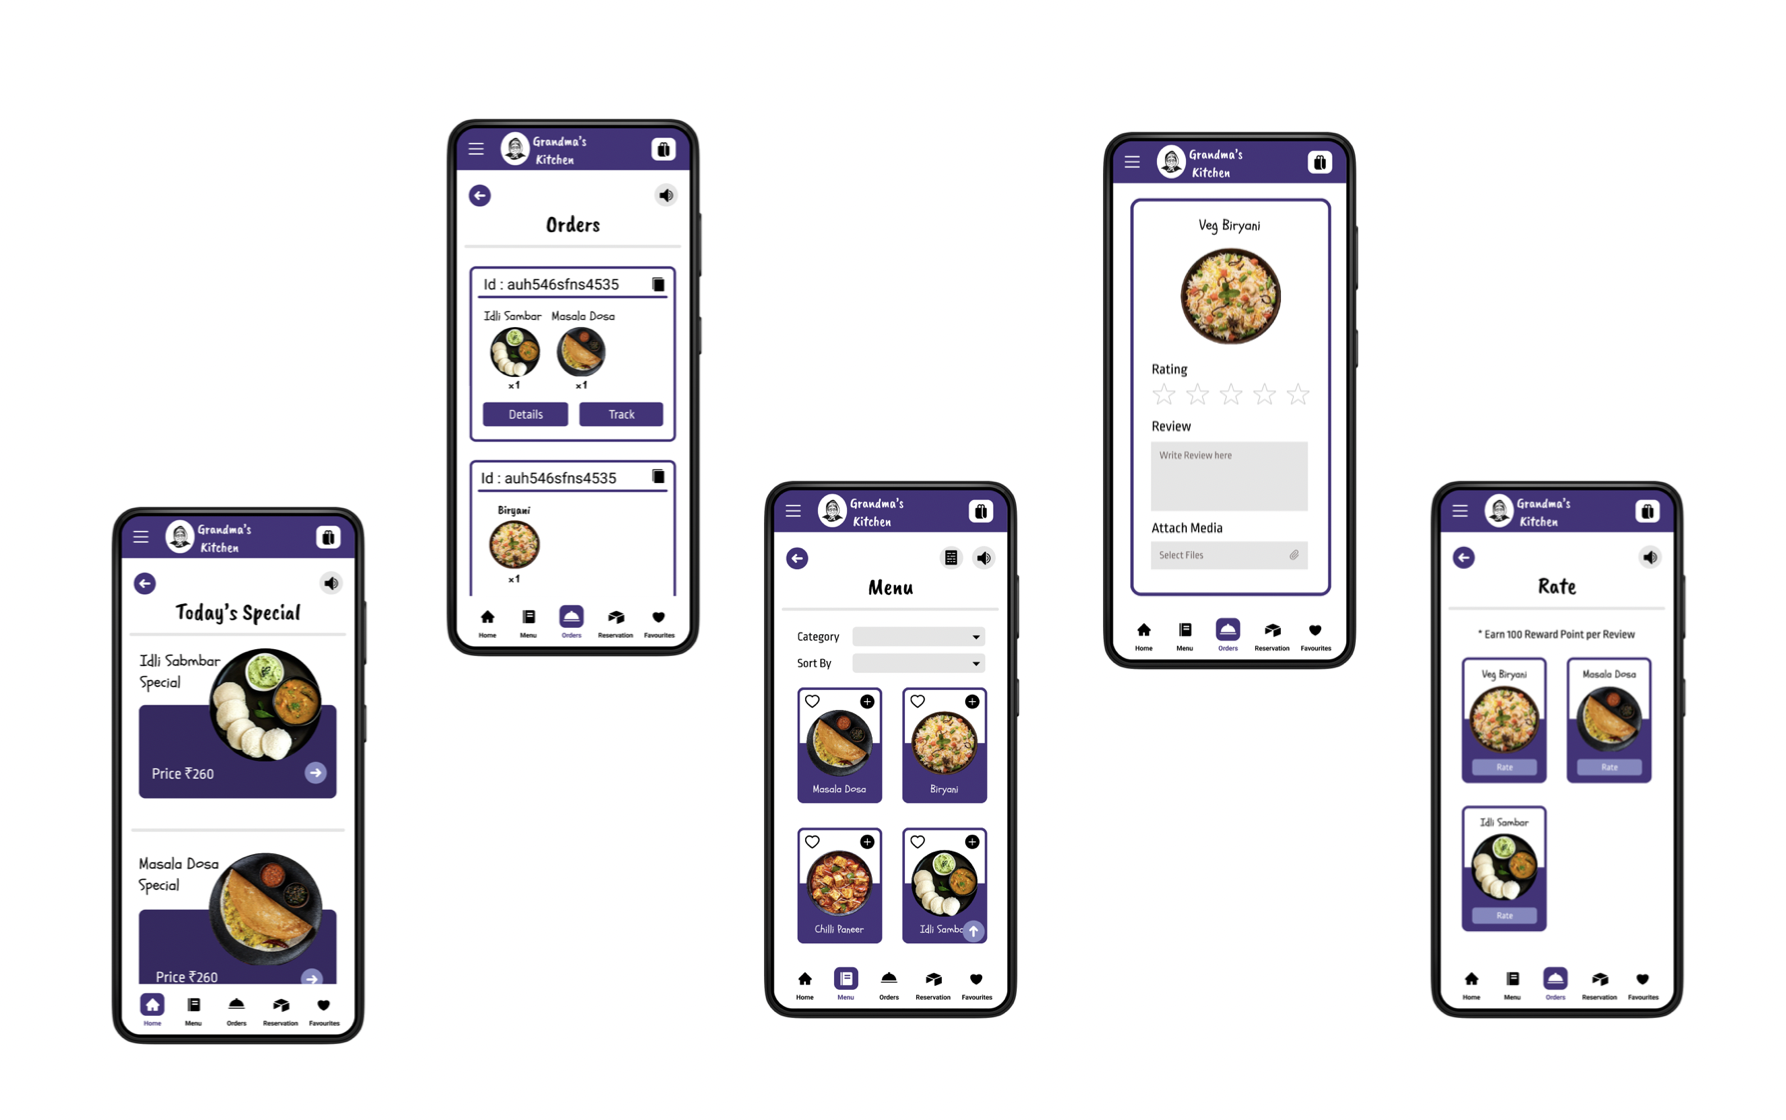 Grandma's
Kitchen
Today's Special
Idli Sabmbar
Special
Price ₹260
Masala Dosa
Special
Price ₹260
Home
Menu
Orders
Reservation
Favourites
Grandma's
Kitchen
Orders
Id : auh546sfns4535
Idli Sambar
Masala Dosa
×1
×1
Details
Track
Id : auh546sfns4535
Biryani
×1
Home
Menu
Orders
Reservation
Favourites
Grandma's
Kitchen
Menu
Category
Sort By
Masala Dosa
Biryani
Chilli Paneer
Idli Samba
Home
Menu
Orders
Reservation
Favourites
Grandma's
Kitchen
Veg Biryani
Rating
Review
Write Review here
Attach Media
Select Files
Home
Menu
Orders
Reservation
Favourites
Grandma's
Kitchen
Rate
* Earn 100 Reward Point per Review
Veg Biryani
Masala Dosa
Rate
Rate
Idli Sambar
Rate
Home
Menu
Orders
Reservation
Favourites